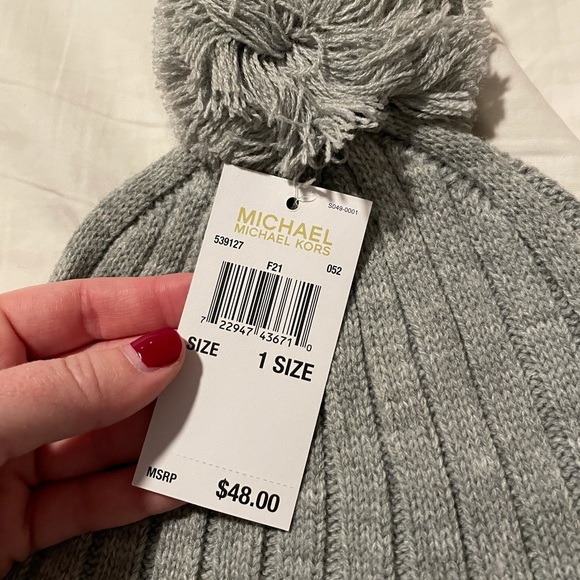 S049-0001
MICHAEL
MICHAEL KORS
539127 F21 052
7 22947 43671 0
SIZE 1 SIZE
MSRP $48.00